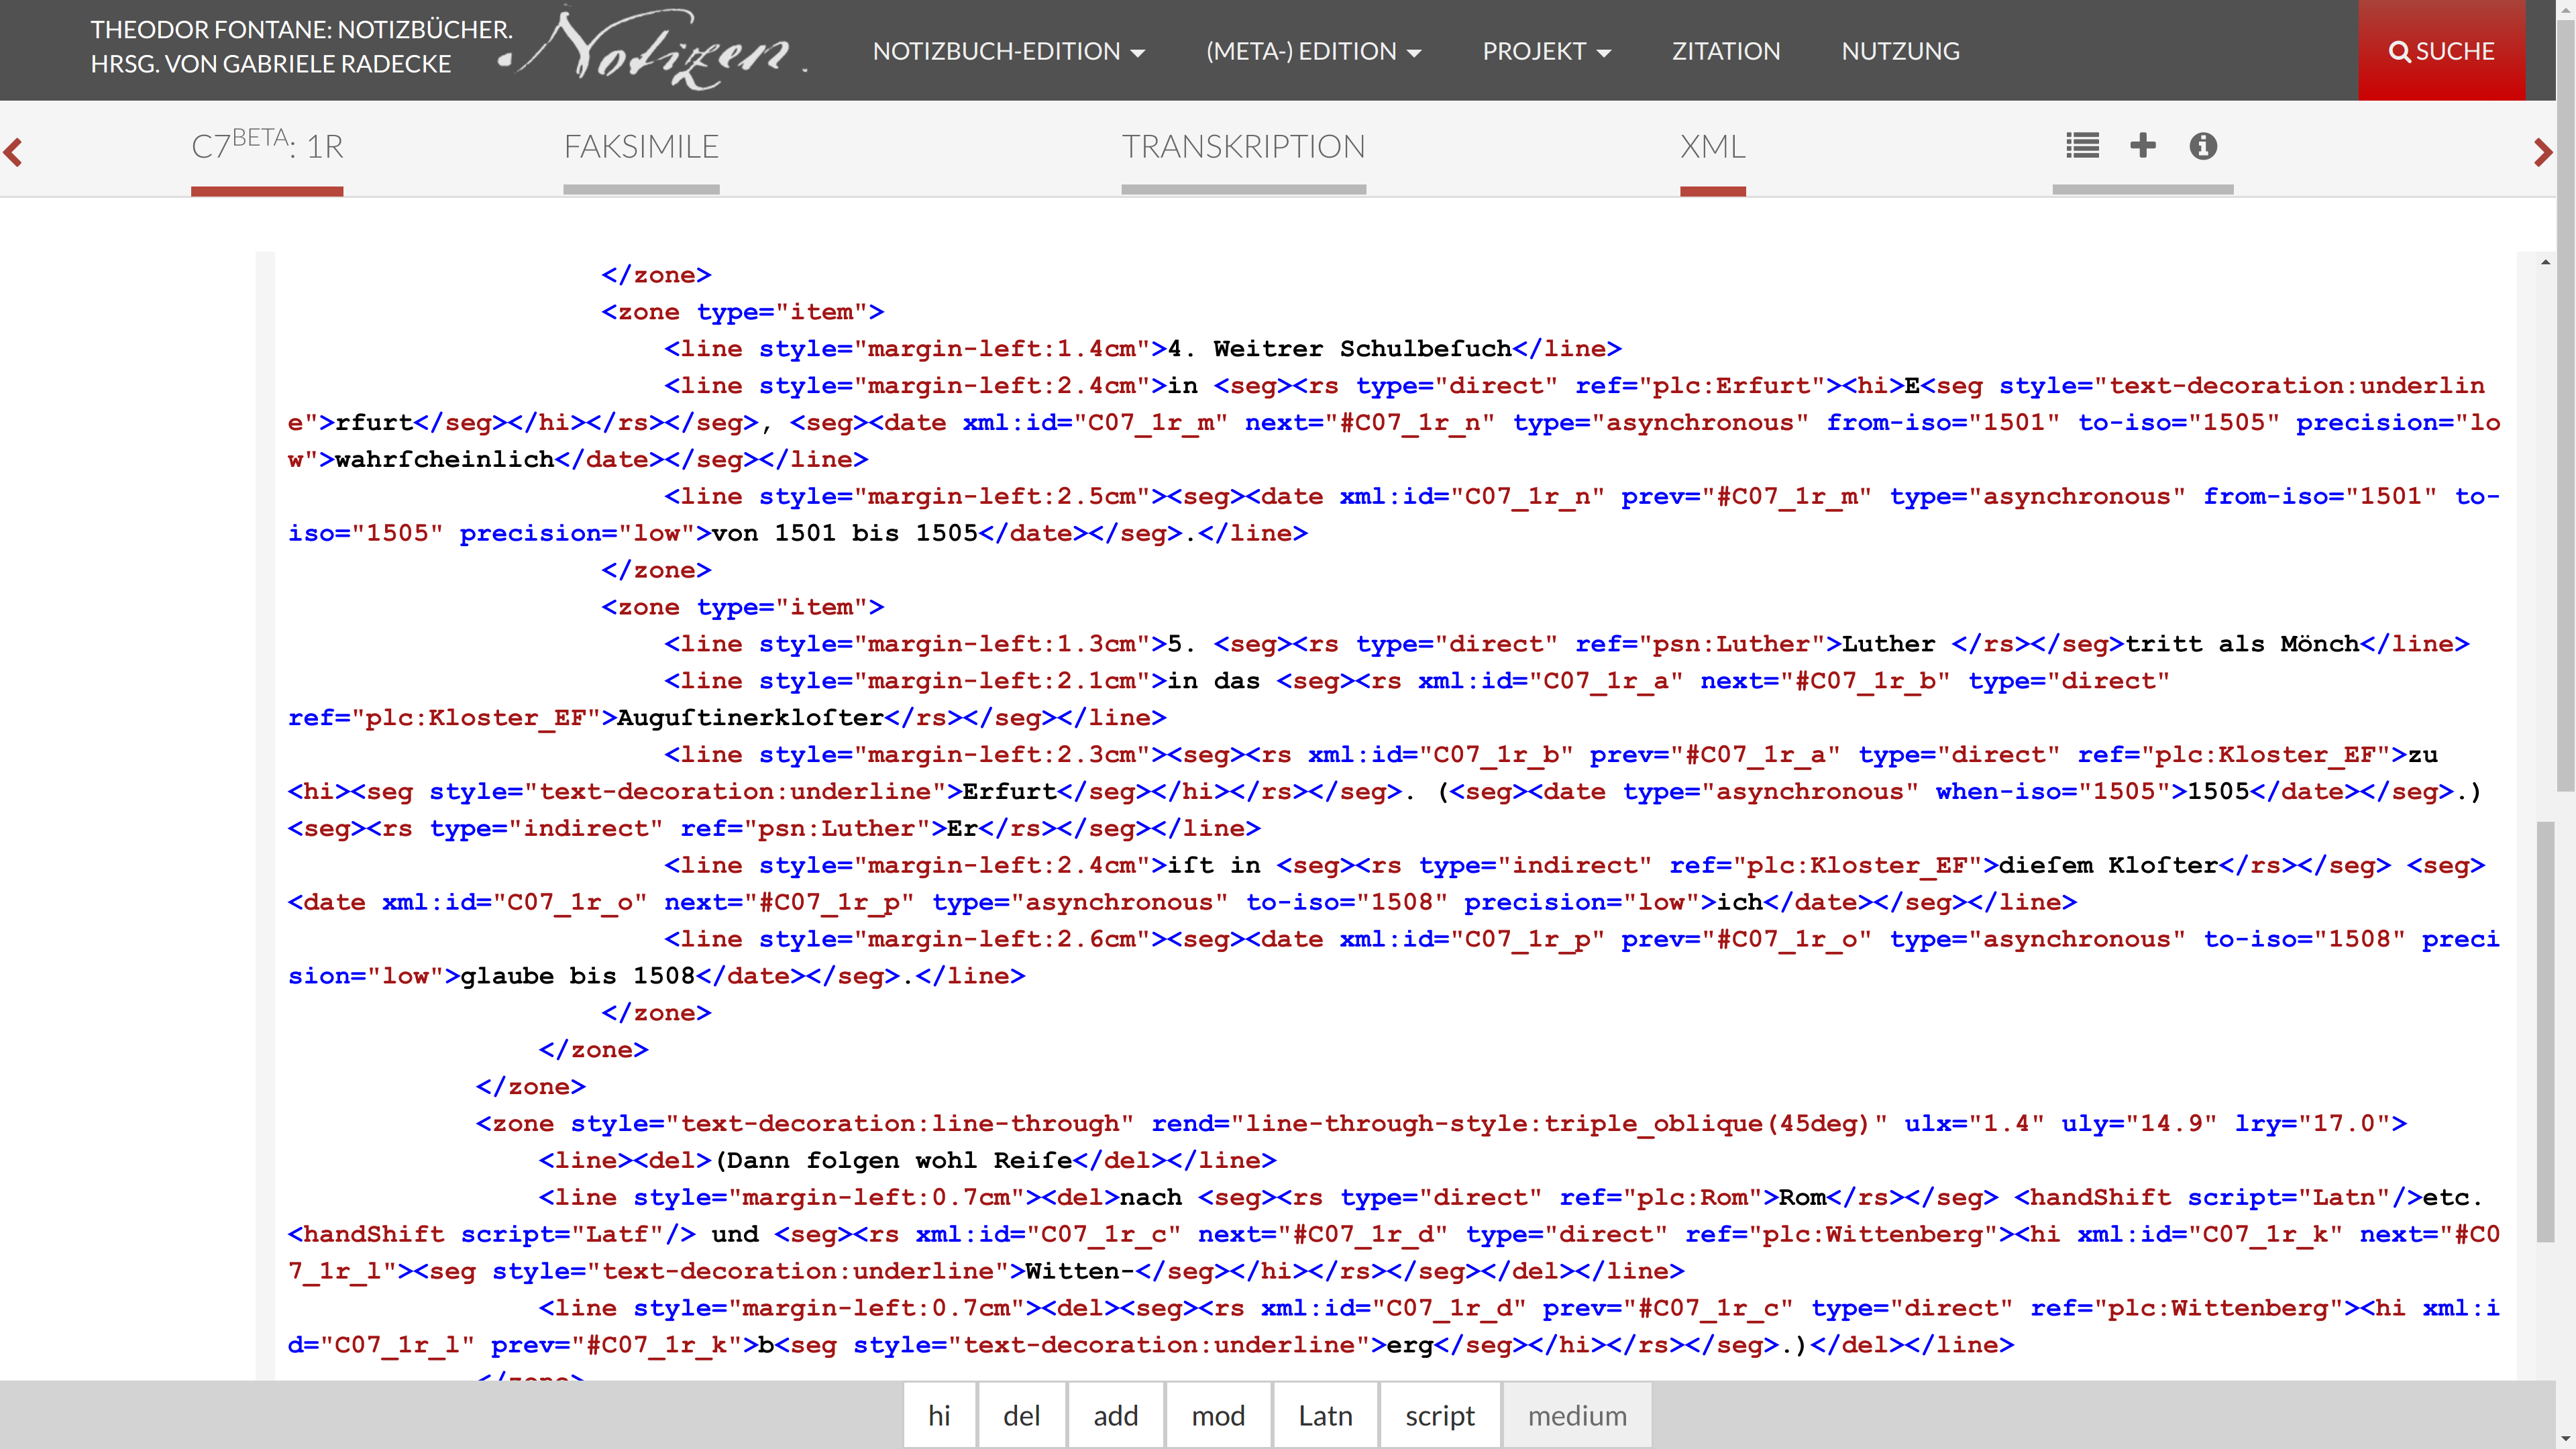 THEODOR FONTANE: NOTIZBÜCHER.
HRSG. VON GABRIELE RADECKE
Notizen.
NOTIZBUCH-EDITION
(META-) EDITION
PROJEKT
ZITATION
NUTZUNG
SUCHE
C7BETA: 1R
FAKSIMILE
TRANSKRIPTION
XML
</zone>
<zone type="item">
<line style="margin-left:1.4cm">4. Weitrer Schulbeſuch</line>
<line style="margin-left:2.4cm">in <seg><rs type="direct" ref="plc:Erfurt"><hi>E<seg style="text-decoration:underlin
e">rfurt</seg></hi></rs></seg>, <seg><date xml:id="C07_1r_m" next="#C07_1r_n" type="asynchronous" from-iso="1501" to-iso="1505" precision="lo
w">wahrſcheinlich</date></seg></line>
<line style="margin-left:2.5cm"><seg><date xml:id="C07_1r_n" prev="#C07_1r_m" type="asynchronous" from-iso="1501" to-
iso="1505" precision="low">von 1501 bis 1505</date></seg>.</line>
</zone>
<zone type="item">
<line style="margin-left:1.3cm">5. <seg><rs type="direct" ref="psn:Luther">Luther </rs></seg>tritt als Mönch</line>
<line style="margin-left:2.1cm">in das <seg><rs xml:id="C07_1r_a" next="#C07_1r_b" type="direct"
ref="plc:Kloster_EF">Auguſtinerkloſter</rs></seg></line>
<line style="margin-left:2.3cm"><seg><rs xml:id="C07_1r_b" prev="#C07_1r_a" type="direct" ref="plc:Kloster_EF">zu
<hi><seg style="text-decoration:underline">Erfurt</seg></hi></rs></seg>. (<seg><date type="asynchronous" when-iso="1505">1505</date></seg>.)
<seg><rs type="indirect" ref="psn:Luther">Er</rs></seg></line>
<line style="margin-left:2.4cm">iſt in <seg><rs type="indirect" ref="plc:Kloster_EF">dieſem Kloſter</rs></seg> <seg>
<date xml:id="C07_1r_o" next="#C07_1r_p" type="asynchronous" to-iso="1508" precision="low">ich</date></seg></line>
<line style="margin-left:2.6cm"><seg><date xml:id="C07_1r_p" prev="#C07_1r_o" type="asynchronous" to-iso="1508" preci
sion="low">glaube bis 1508</date></seg>.</line>
</zone>
</zone>
</zone>
<zone style="text-decoration:line-through" rend="line-through-style:triple_oblique(45deg)" ulx="1.4" uly="14.9" lry="17.0">
<line><del>(Dann folgen wohl Reiſe</del></line>
<line style="margin-left:0.7cm"><del>nach <seg><rs type="direct" ref="plc:Rom">Rom</rs></seg> <handShift script="Latn"/>etc.
<handShift script="Latf"/> und <seg><rs xml:id="C07_1r_c" next="#C07_1r_d" type="direct" ref="plc:Wittenberg"><hi xml:id="C07_1r_k" next="#C0
7_1r_l"><seg style="text-decoration:underline">Witten-</seg></hi></rs></seg></del></line>
<line style="margin-left:0.7cm"><del><seg><rs xml:id="C07_1r_d" prev="#C07_1r_c" type="direct" ref="plc:Wittenberg"><hi xml:i
d="C07_1r_l" prev="#C07_1r_k">b<seg style="text-decoration:underline">erg</seg></hi></rs></seg>.)</del></line>
</zone>
hi
del
add
mod
Latn
script
medium